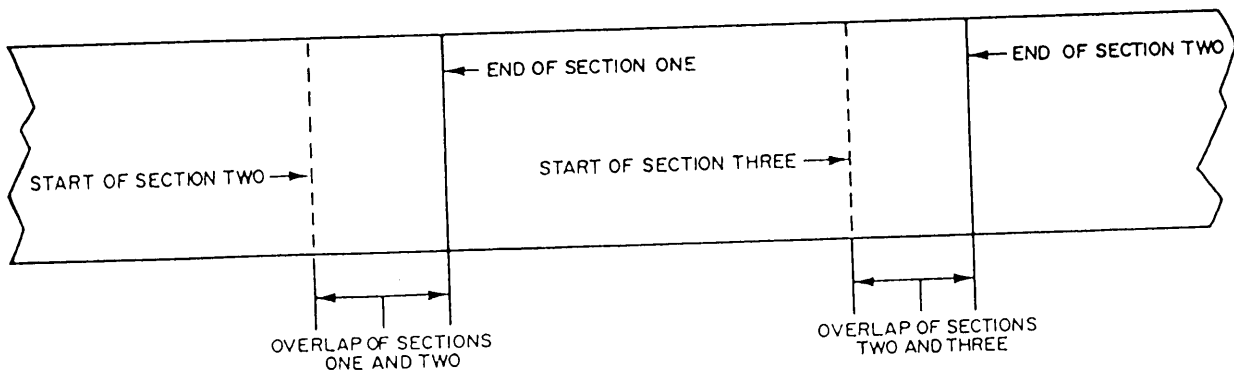 END OF SECTION ONE
END OF SECTION TWO
START OF SECTION TWO
START OF SECTION THREE
OVERLAP OF SECTIONS
ONE AND TWO
OVERLAP OF SECTIONS
TWO AND THREE